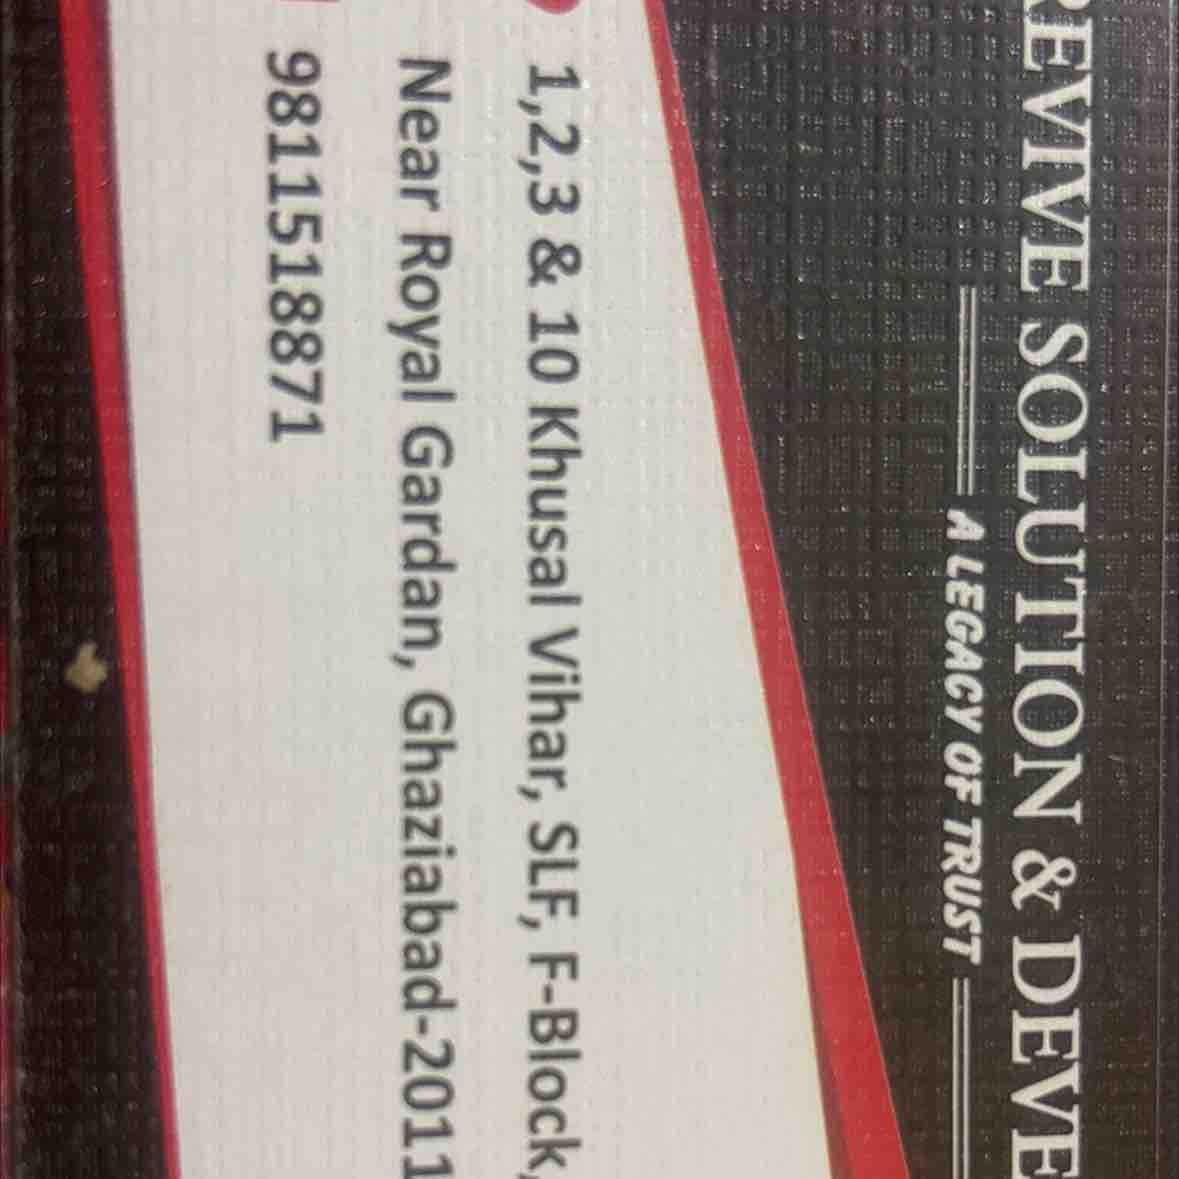 REVIVE SOLUTION & DEVE
A LEGACY OF TRUST
1,2,3 & 10 Khusal Vihar, SLF, F-Block,
Near Royal Gardan, Ghaziabad-2011
9811518871